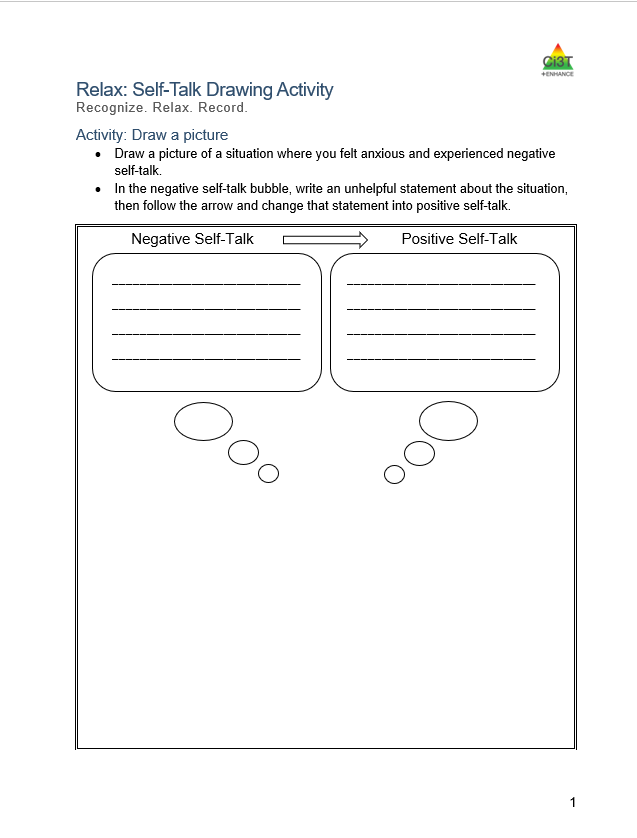 Ci3T
+ENHANCE
Relax: Self-Talk Drawing Activity
Recognize. Relax. Record.
Activity: Draw a picture
• Draw a picture of a situation where you felt anxious and experienced negative
self-talk.
• In the negative self-talk bubble, write an unhelpful statement about the situation,
then follow the arrow and change that statement into positive self-talk.
Negative Self-Talk
Positive Self-Talk
1